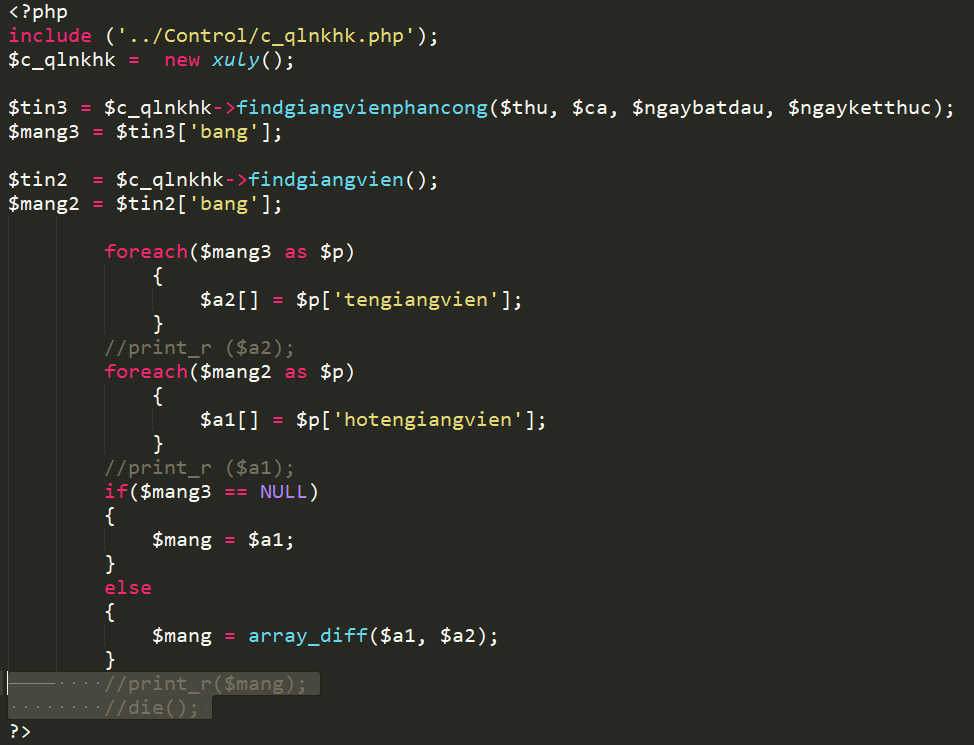 <?php
include ('../Control/c_qlnkhk.php');
$c_qlnkhk =  new xuly();
$tin3 = $c_qlnkhk->findgiangvienphancong($thu, $ca, $ngaybatdau, $ngayketthuc);
$mang3 = $tin3['bang'];
$tin2  = $c_qlnkhk->findgiangvien();
$mang2 = $tin2['bang'];
foreach($mang3 as $p)
{
$a2[] = $p['tengiangvien'];
}
//print_r ($a2);
foreach($mang2 as $p)
{
$a1[] = $p['hotengiangvien'];
}
//print_r ($a1);
if($mang3 == NULL)
{
$mang = $a1;
}
else
{
$mang = array_diff($a1, $a2);
}
//print_r($mang);
//die();
?>